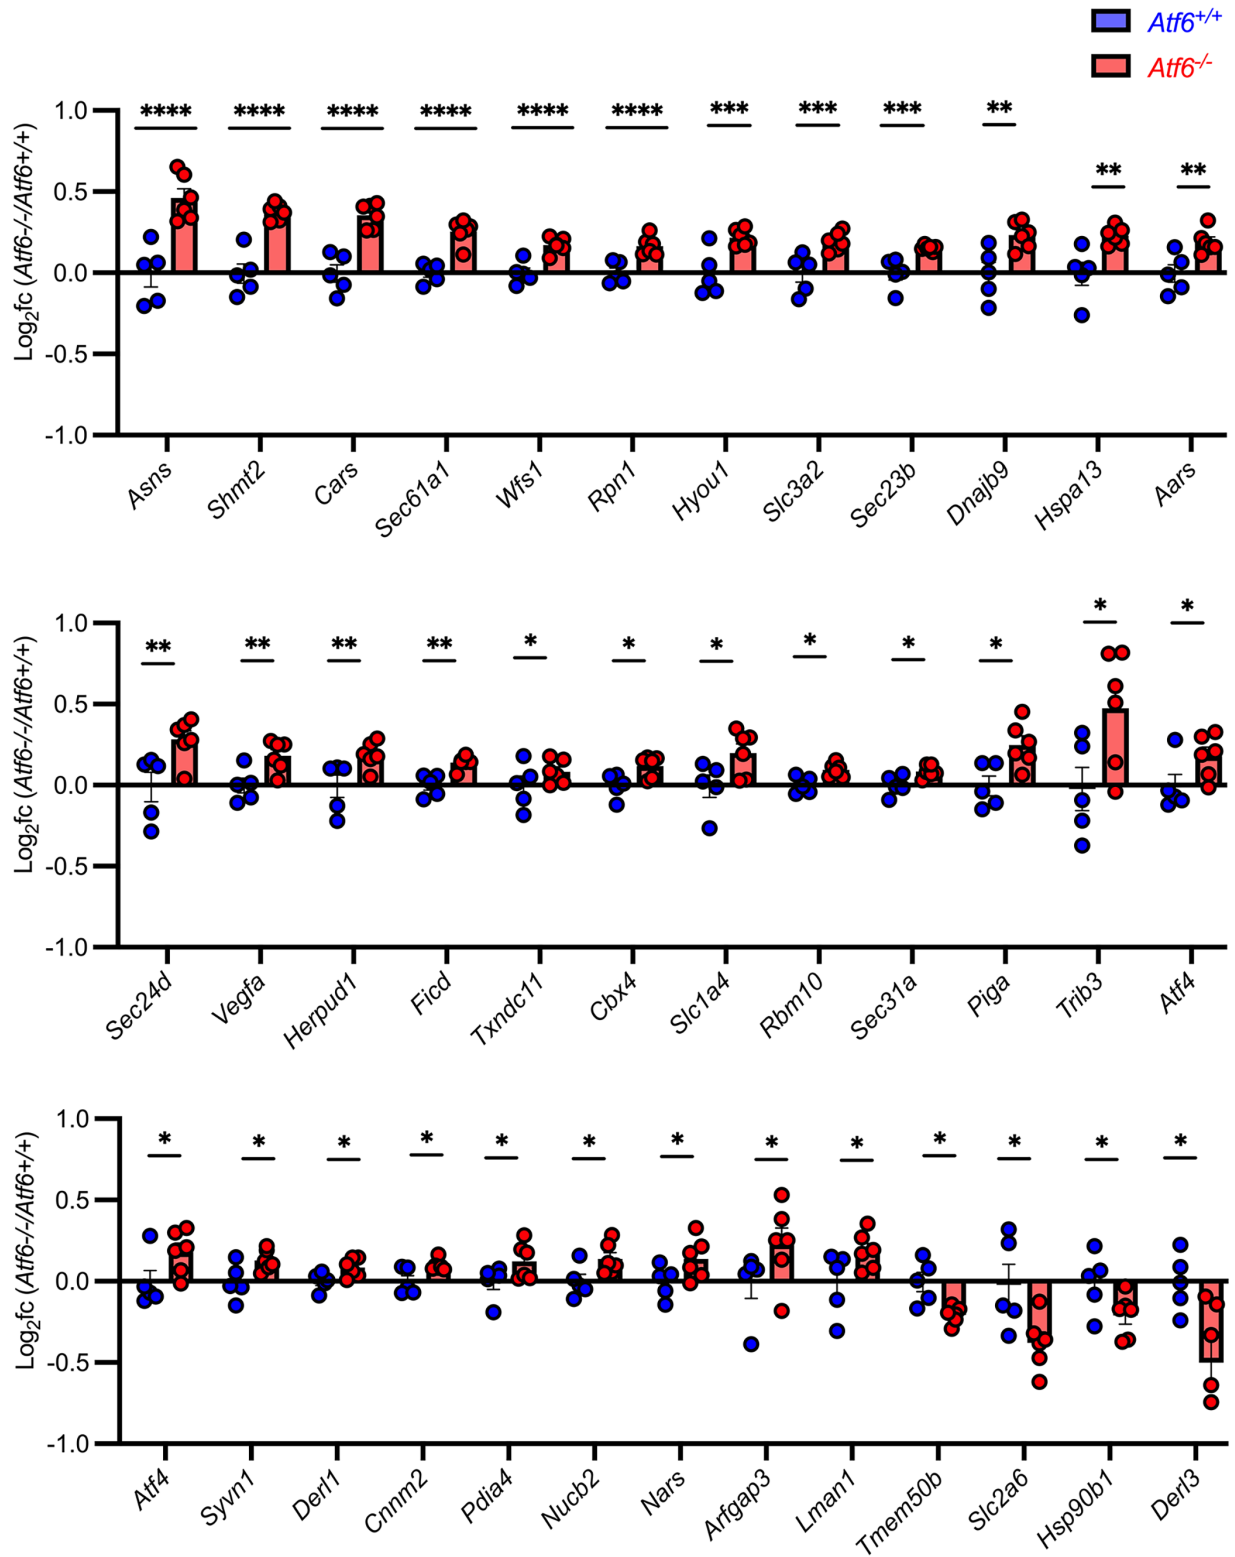 Atf6+/+
Atf6-/-
**** **** **** **** **** **** *** *** *** ** ** **
1.0
0.5
0.0
-0.5
-1.0
Log2fc (Atf6-/-/Atf6+/+)
Asns Shmt2 Cars Sec61a1 Wfs1 Rpn1 Hyou1 Slc3a2 Sec23b Dnajb9 Hspa13 Aars
** ** ** ** * * * * * * * *
1.0
0.5
0.0
-0.5
-1.0
Log2fc (Atf6-/-/Atf6+/+)
Sec24d Vegfa Herpud1 Ficd Txndc11 Cbx4 Slc1a4 Rbm10 Sec31a Piga Trib3 Atf4
* * * * * * * * * * * * *
1.0
0.5
0.0
-0.5
-1.0
Log2fc (Atf6-/-/Atf6+/+)
Atf4 Syvn1 Derl1 Cnnm2 Pdia4 Nucb2 Nars Arfgap3 Lman1 Tmem50b Slc2a6 Hsp90b1 Derl3